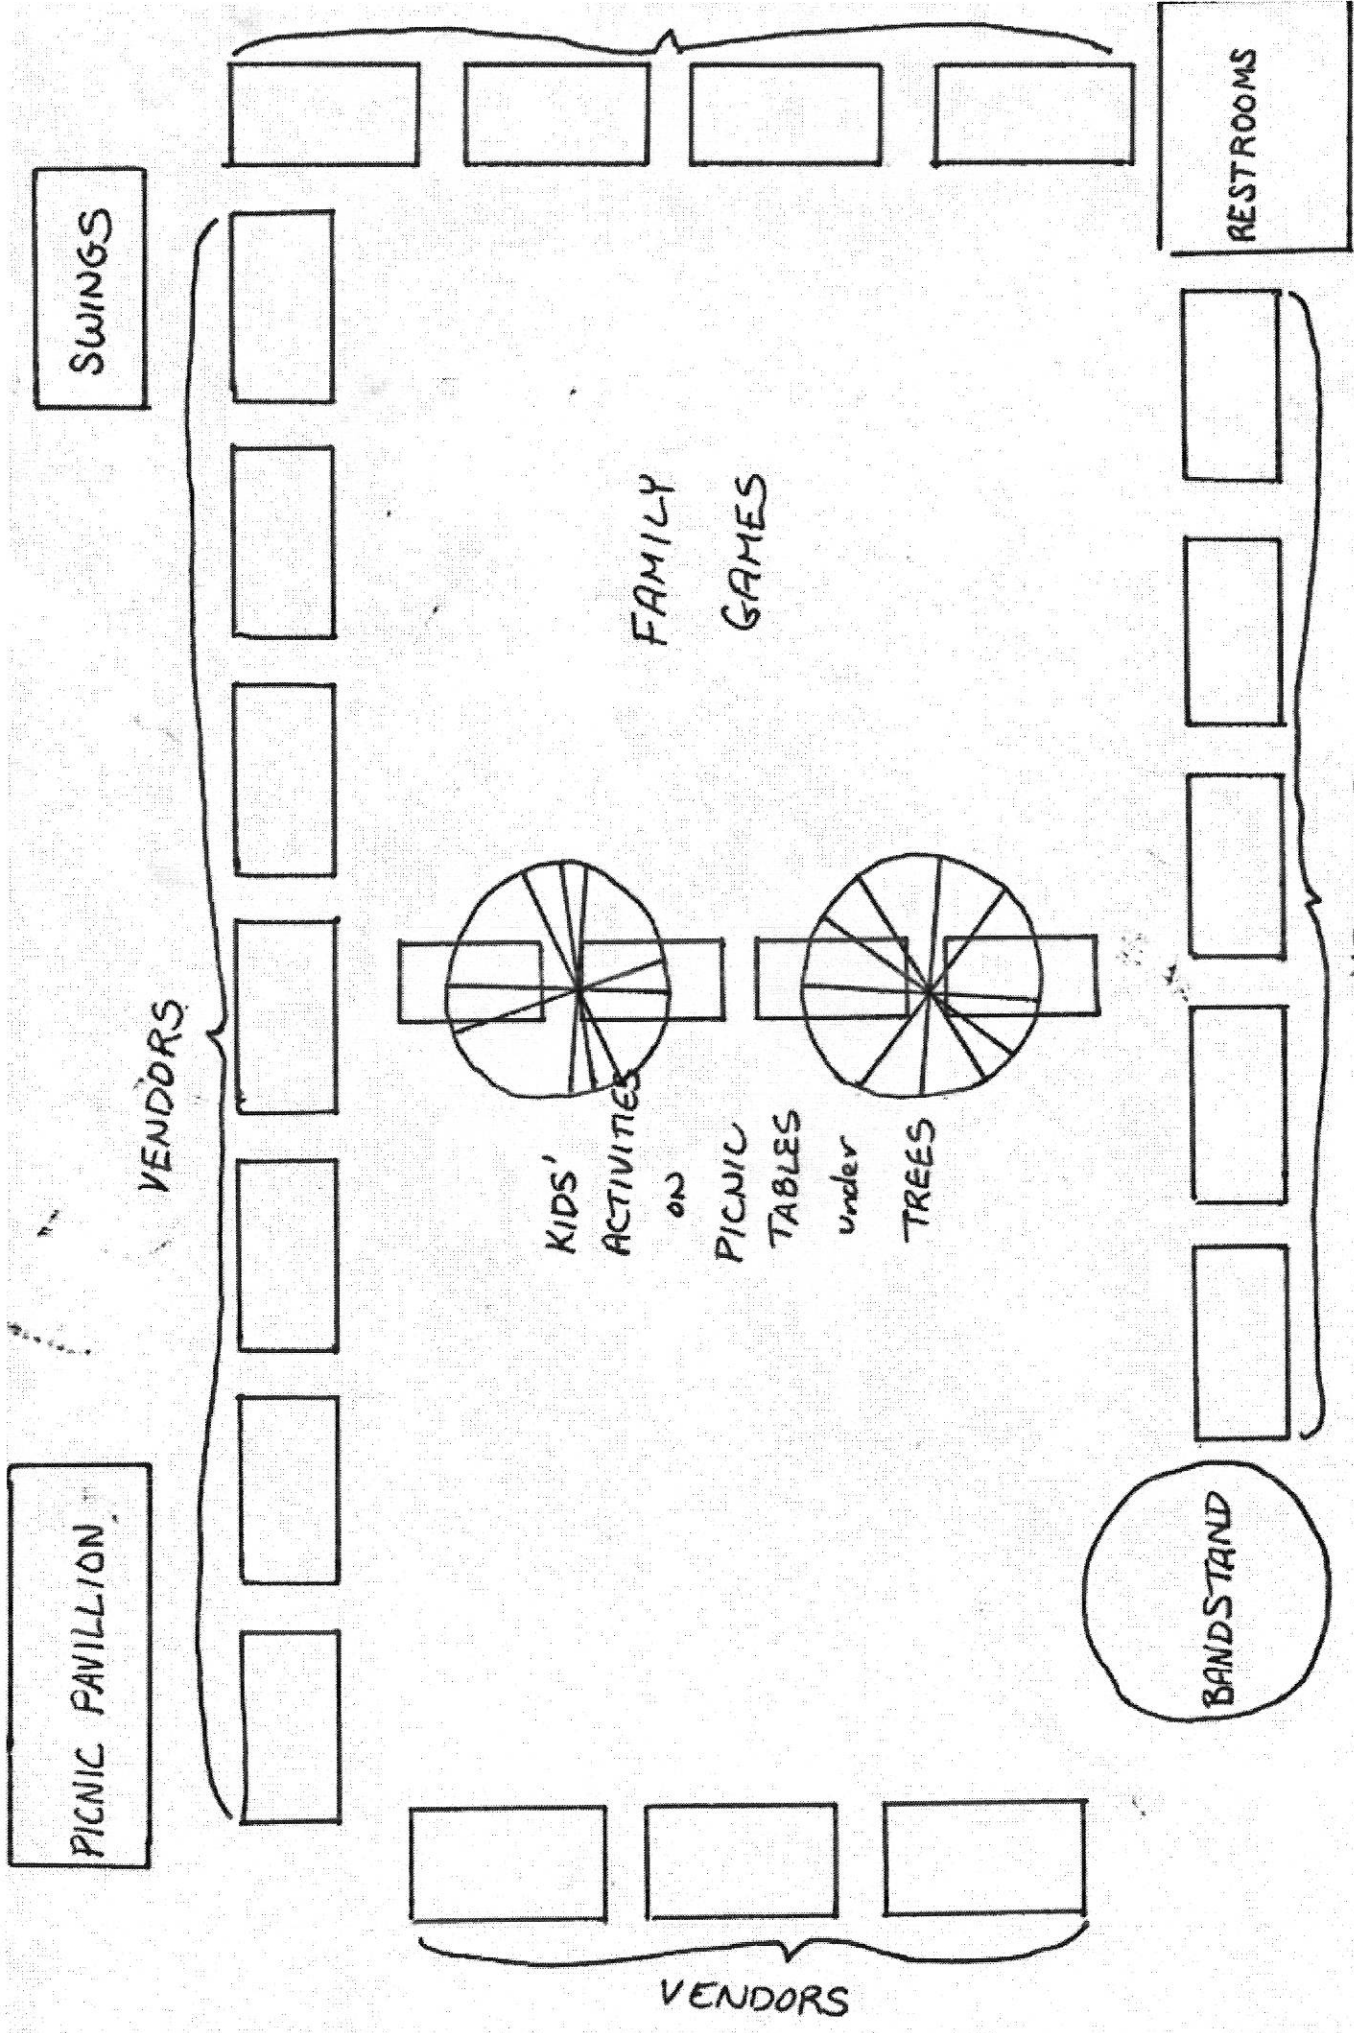 SWINGS
RESTROOMS
VENDORS
FAMILY
GAMES
KIDS'
ACTIVITIES
ON
PICNIC
TABLES
under
TREES
PICNIC PAVILLION
BANDSTAND
VENDORS